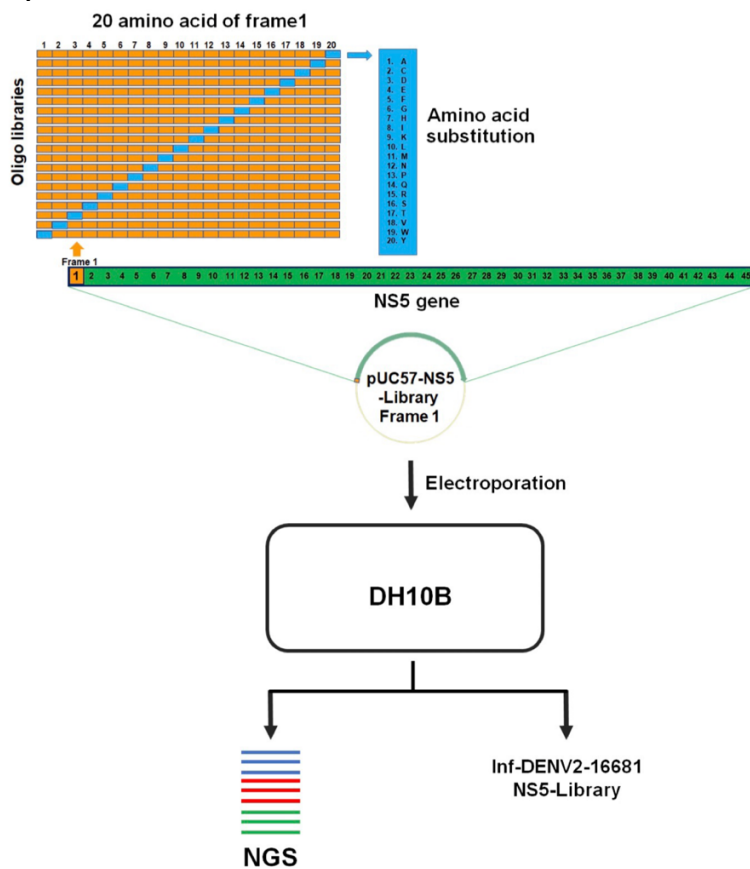 20 amino acid of frame1
1 2 3 4 5 6 7 8 9 10 11 12 13 14 15 16 17 18 19 20
Oligo libraries
1. A
2. C
3. D
4. E
5. F
6. G
7. H
8. I
9. K
10. L
11. M
12. N
13. P
14. Q
15. R
16. S
17. T
18. V
19. W
20. Y
Amino acid
substitution
Frame 1
1 2 3 4 5 6 7 8 9 10 11 12 13 14 15 16 17 18 19 20 21 22 23 24 25 26 27 28 29 30 31 32 33 34 35 36 37 38 39 40 41 42 43 44 45
NS5 gene
pUC57-NS5
-Library
Frame 1
Electroporation
DH10B
Inf-DENV2-16681
NS5-Library
NGS